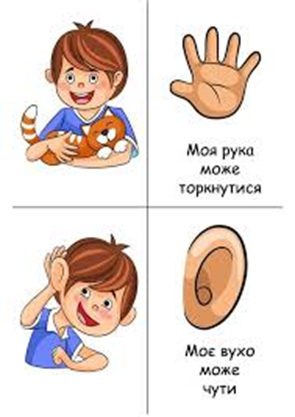 Моя рука
може
торкнутися
Моє вухо
може
чути